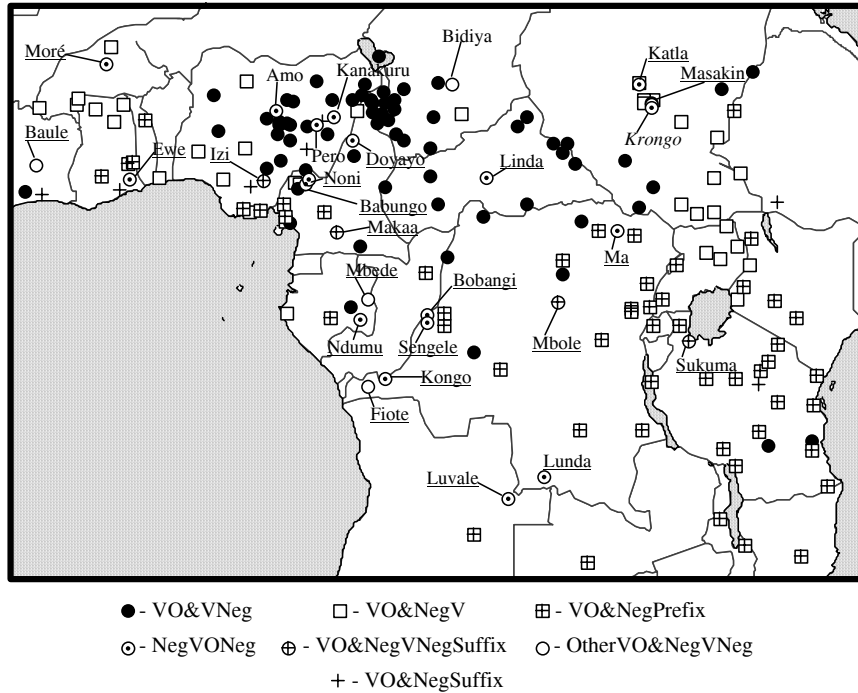 Moré
Bidiya
Katla
Amo
Kanakuru
Masakin
Krongo
Baule
Ewe
Izi
Pero
Doyayo
Noni
Linda
Babungo
Makaa
Ma
Mbede
Bobangi
Ndumu
Sengele
Mbole
Sukuma
Kongo
Fiote
Luvale
Lunda
- VO&VNeg - VO&NegV - VO&NegPrefix
- NegVONeg - VO&NegVNegSuffix - OtherVO&NegVNeg
- VO&NegSuffix